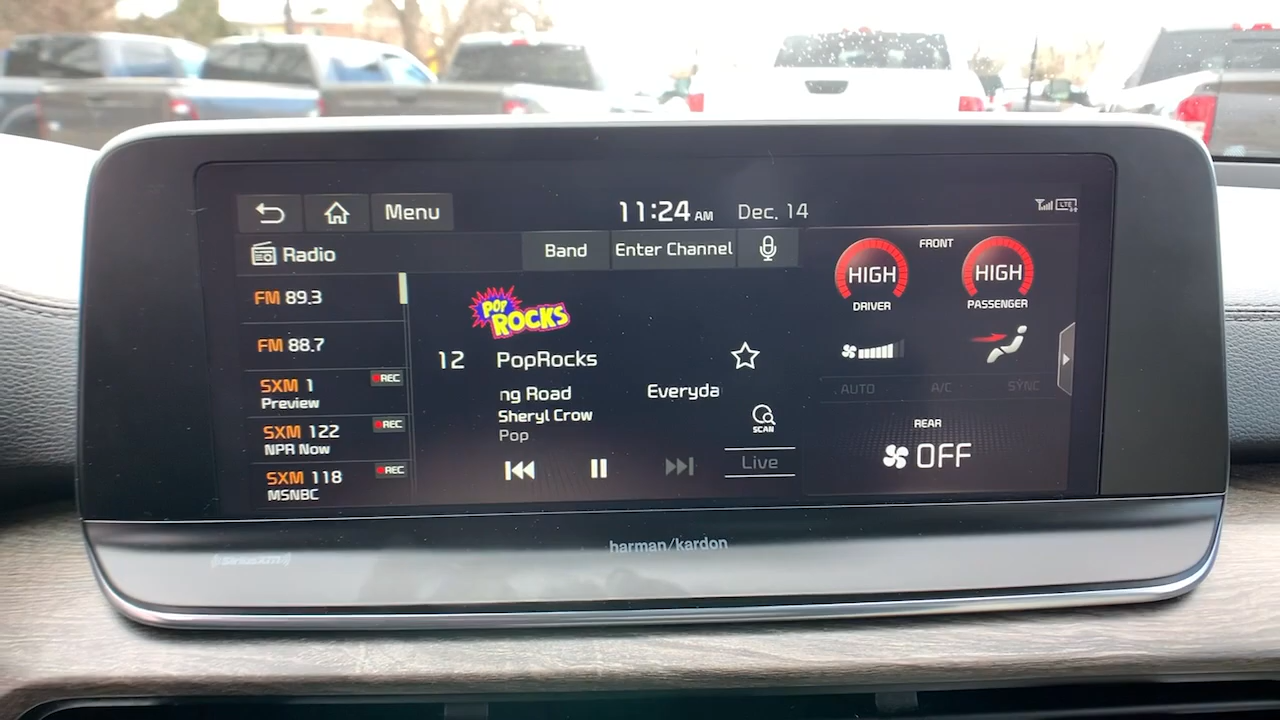 Menu
11:24 AM
Dec. 14
LTE
Radio
Band
Enter Channel
FM 89.3
FM 88.7
SXM 1
REC
Preview
SXM 122
REC
NPR Now
SXM 118
REC
MSNBC
POP
ROCKS
12
PopRocks
ng Road
Everyda
Sheryl Crow
Pop
SCAN
Live
FRONT
HIGH
HIGH
DRIVER
PASSENGER
AUTO
A/C
SYNC
REAR
OFF
harman/kardon
SiriusXM